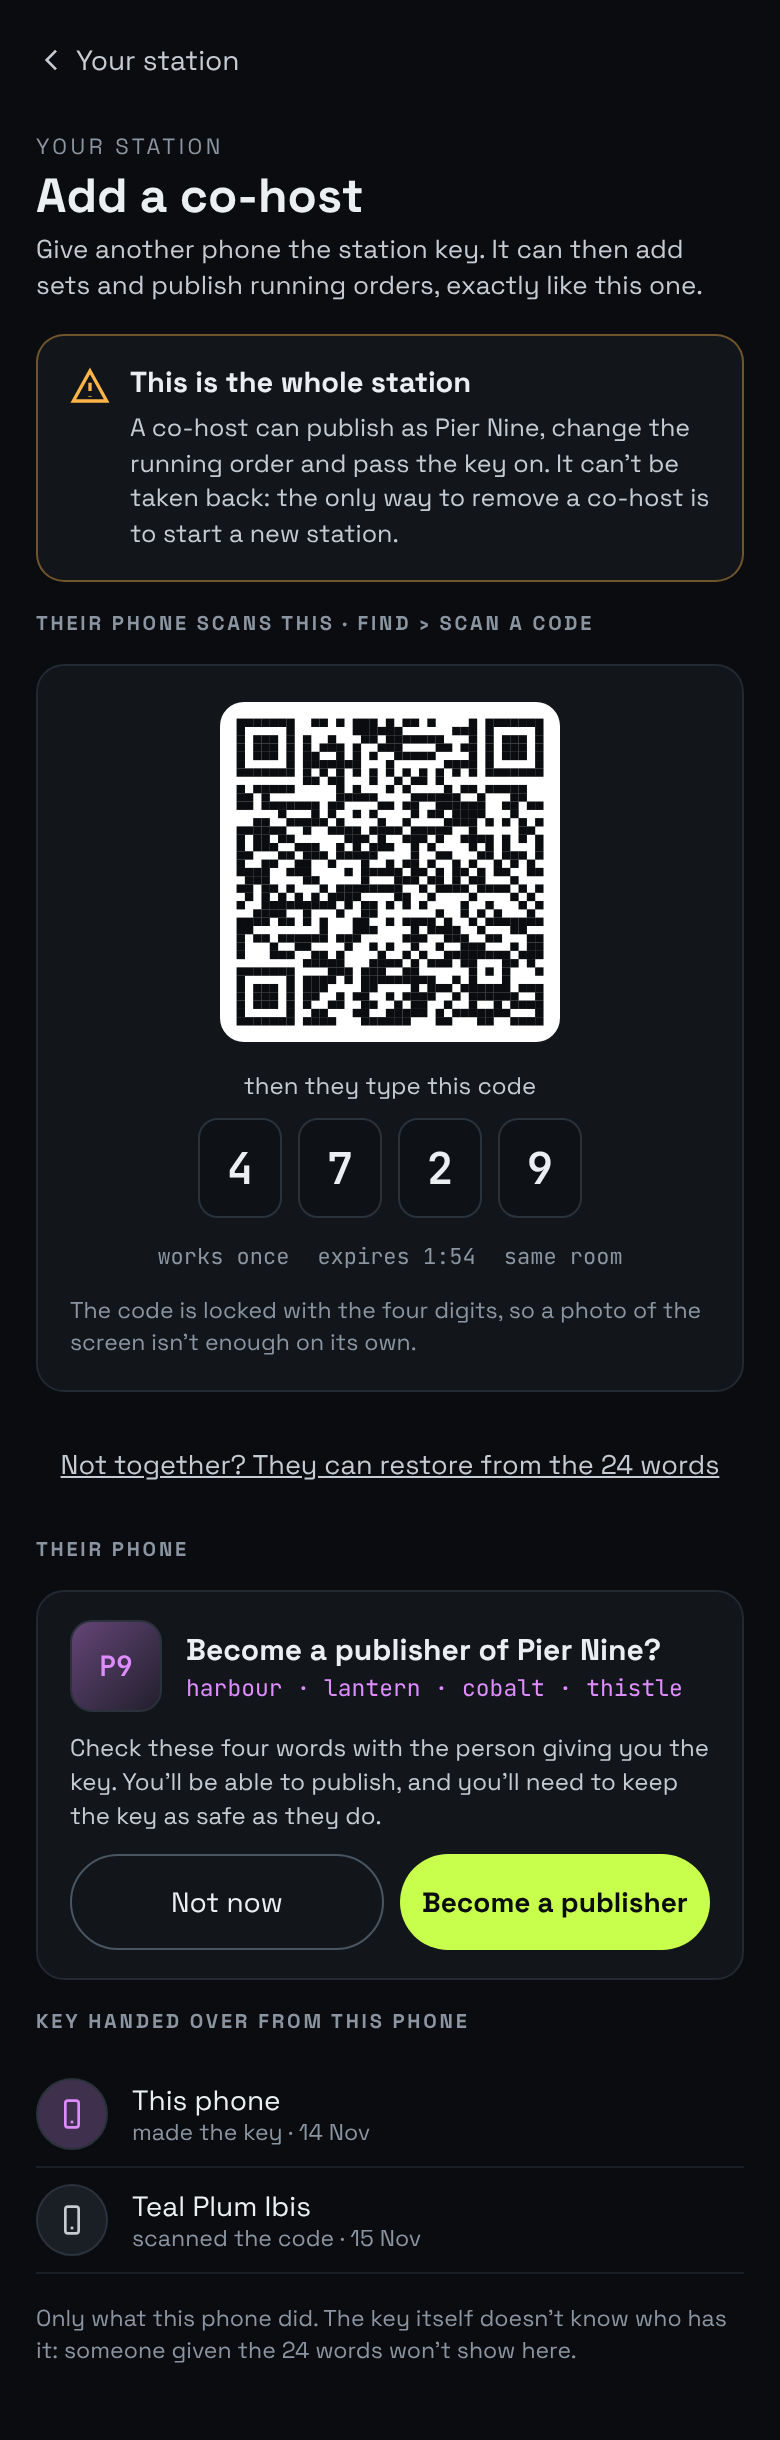 Your station
YOUR STATION
Add a co-host
Give another phone the station key. It can then add
sets and publish running orders, exactly like this one.
This is the whole station
A co-host can publish as Pier Nine, change the
running order and pass the key on. It can’t be
taken back: the only way to remove a co-host is
to start a new station.
THEIR PHONE SCANS THIS · FIND > SCAN A CODE
then they type this code
4 7 2 9
works once expires 1:54 same room
The code is locked with the four digits, so a photo of the
screen isn’t enough on its own.
Not together? They can restore from the 24 words
THEIR PHONE
P9
Become a publisher of Pier Nine?
harbour · lantern · cobalt · thistle
Check these four words with the person giving you the
key. You’ll be able to publish, and you’ll need to keep
the key as safe as they do.
Not now
Become a publisher
KEY HANDED OVER FROM THIS PHONE
This phone
made the key · 14 Nov
Teal Plum Ibis
scanned the code · 15 Nov
Only what this phone did. The key itself doesn’t know who has
it: someone given the 24 words won’t show here.